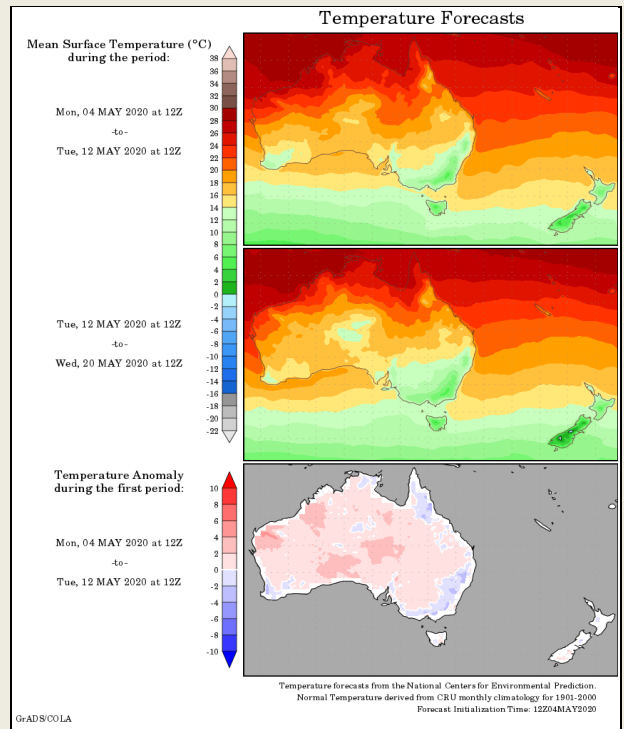 Temperature Forecasts
Mean Surface Temperature (°C)
during the period:
Mon, 04 MAY 2020 at 12Z
-to-
Tue, 12 MAY 2020 at 12Z
38
36
34
32
30
28
26
24
22
20
18
16
14
12
10
8
6
4
2
0
-2
-4
-6
-8
-10
-12
-14
-16
-17
-18
-20
-22
Tue, 12 MAY 2020 at 12Z
-to-
Wed, 20 MAY 2020 at 12Z
Temperature Anomaly
during the first period:
Mon, 04 MAY 2020 at 12Z
-to-
Tue, 12 MAY 2020 at 12Z
10
8
6
4
2
0
-2
-4
-6
-8
-10
Temperature forecasts from the National Centers for Environmental Prediction.
Normal Temperature derived from CRU monthly climatology for 1901-2000
Forecast Initialization Time: 12Z04MAY2020
GrADS/COLA